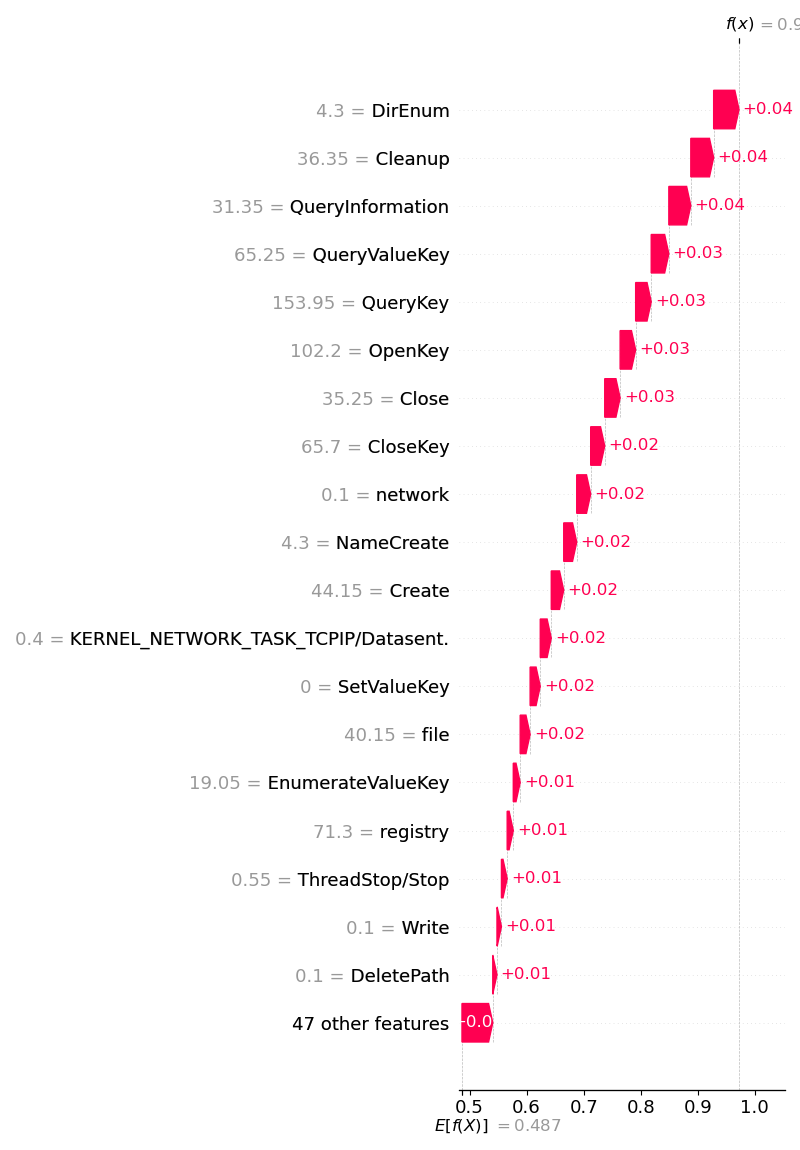 f(x) = 0.9
4.3 = DirEnum +0.04
36.35 = Cleanup +0.04
31.35 = QueryInformation +0.04
65.25 = QueryValueKey +0.03
153.95 = QueryKey +0.03
102.2 = OpenKey +0.03
35.25 = Close +0.03
65.7 = CloseKey +0.02
0.1 = network +0.02
4.3 = NameCreate +0.02
44.15 = Create +0.02
0.4 = KERNEL_NETWORK_TASK_TCPIP/Datasent. +0.02
0 = SetValueKey +0.02
40.15 = file +0.02
19.05 = EnumerateValueKey +0.01
71.3 = registry +0.01
0.55 = ThreadStop/Stop +0.01
0.1 = Write +0.01
0.1 = DeletePath +0.01
47 other features
0.5 0.6 0.7 0.8 0.9 1.0
E[f(X)] = 0.487